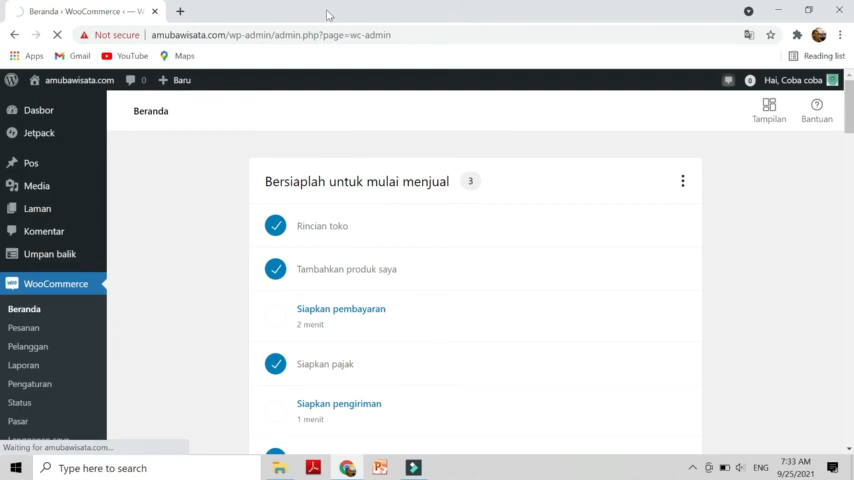 Beranda ‹ WooCommerce ‹ — W
Not secure
amubawisata.com/wp-admin/admin.php?page=wc-admin
Apps
Gmail
YouTube
Maps
Reading list
amubawisata.com
0
Baru
0
Hai, Coba coba
Dasbor
Jetpack
Pos
Media
Laman
Komentar
Umpan balik
WooCommerce
Beranda
Pesanan
Pelanggan
Laporan
Pengaturan
Status
Pasar
Waiting for amubawisata.com...
Beranda
Tampilan
Bantuan
Bersiaplah untuk mulai menjual
3
Rincian toko
Tambahkan produk saya
Siapkan pembayaran
2 menit
Siapkan pajak
Siapkan pengiriman
1 menit
Type here to search
ENG
7:33 AM
9/25/2021